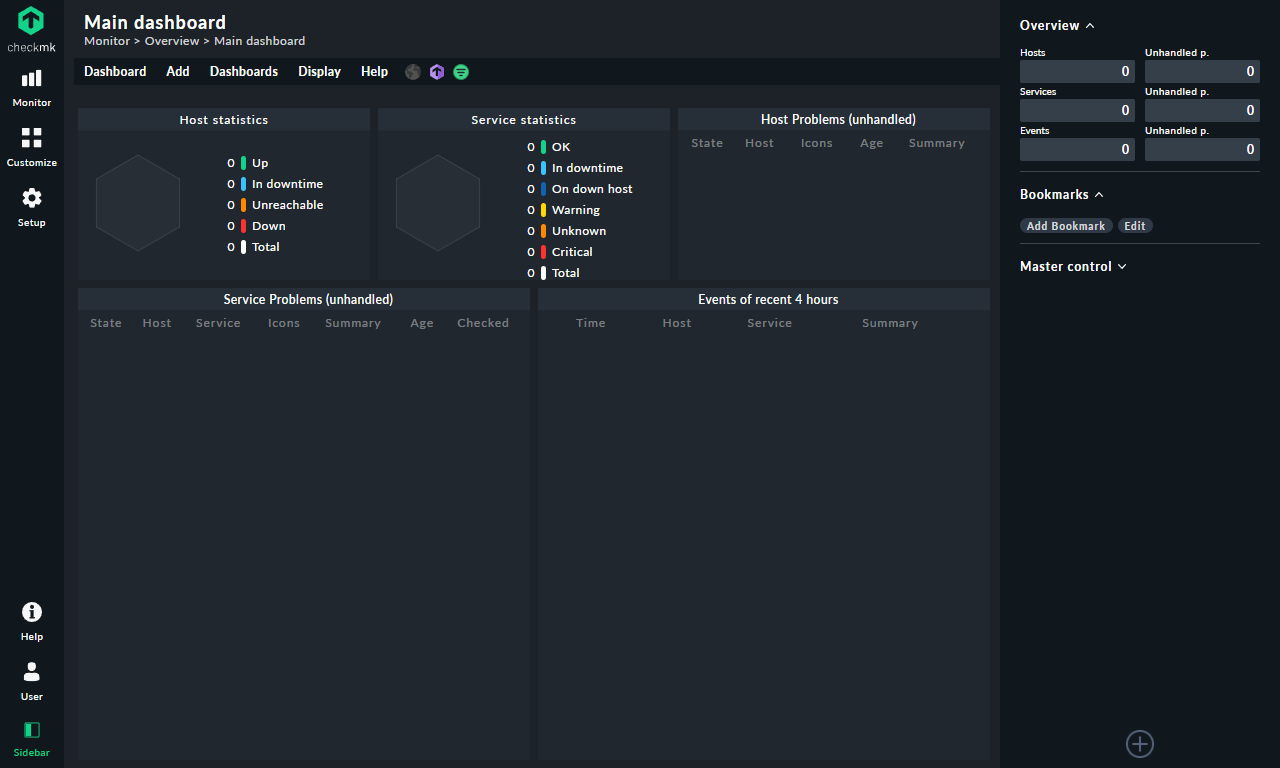 checkmk
Monitor
Customize
Setup
Help
User
Sidebar
Main dashboard
Monitor > Overview > Main dashboard
Dashboard Add Dashboards Display Help
Host statistics
0 Up
0 In downtime
0 Unreachable
0 Down
0 Total
Service statistics
0 OK
0 In downtime
0 On down host
0 Warning
0 Unknown
0 Critical
0 Total
Host Problems (unhandled)
State Host Icons Age Summary
Service Problems (unhandled)
State Host Service Icons Summary Age Checked
Events of recent 4 hours
Time Host Service Summary
Overview
Hosts Unhandled p.
0 0
Services Unhandled p.
0 0
Events Unhandled p.
0 0
Bookmarks
Add Bookmark Edit
Master control